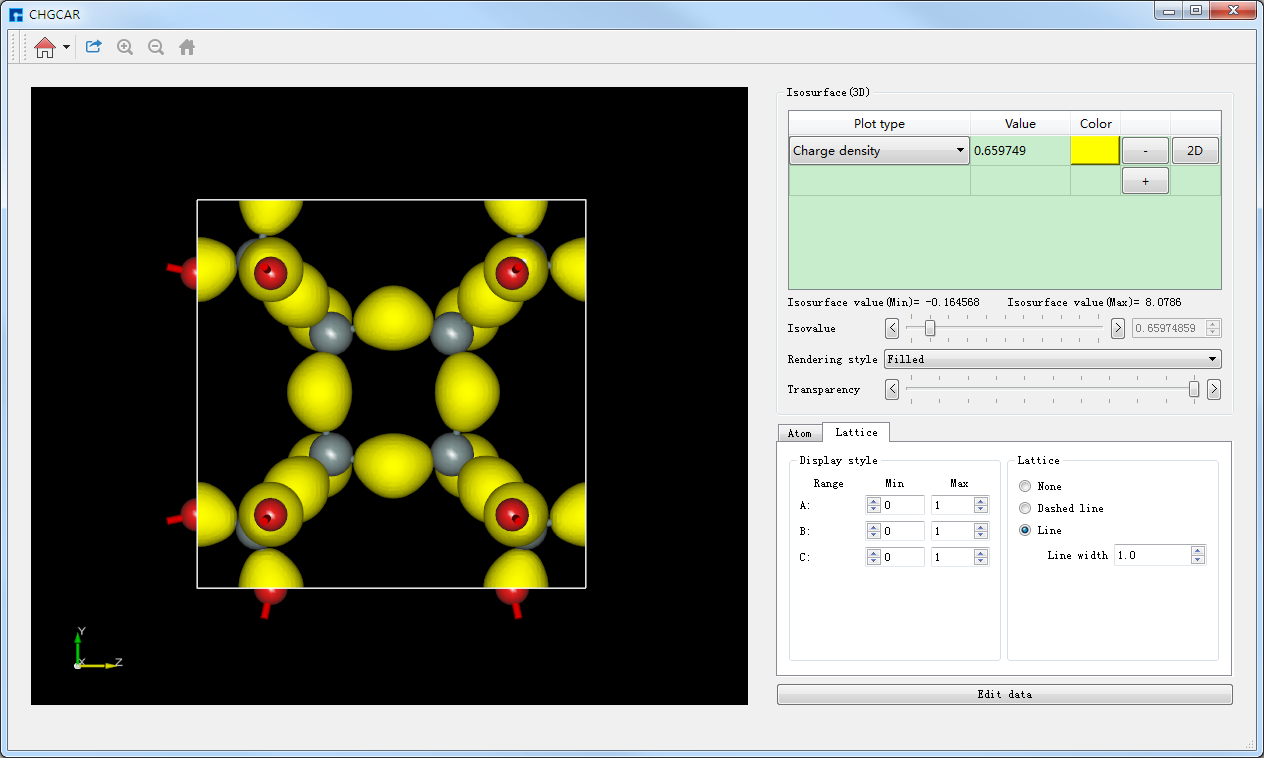 CHGCAR
Isosurface(3D)
Plot type Value Color
Charge density 0.659749 - 2D
+
Isosurface value(Min)= -0.164568 Isosurface value(Max)= 8.0786
Isovalue < > 0.65974859
Rendering style Filled
Transparency < >
Atom Lattice
Display style
Range Min Max
A: 0 1
B: 0 1
C: 0 1
Lattice
None
Dashed line
Line
Line width 1.0
Edit data
Y
X Z